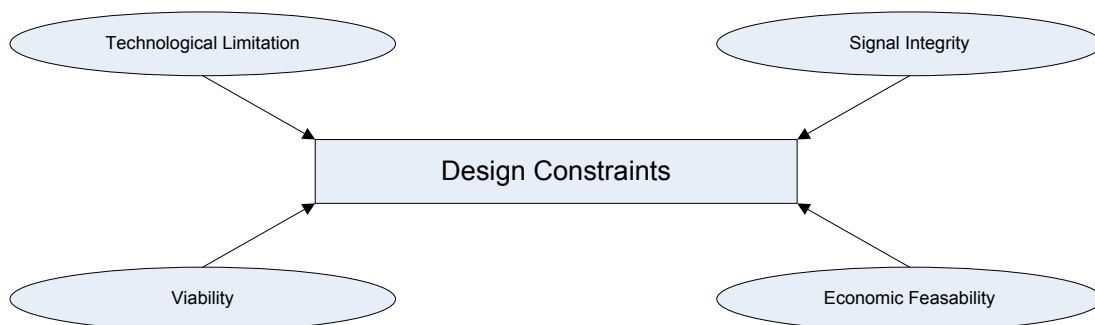 Technological Limitation
Signal Integrity
Design Constraints
Viability
Economic Feasability